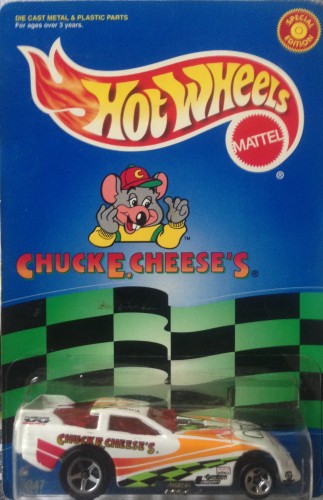 DIE CAST METAL & PLASTIC PARTS
For ages over 3 years.
SPECIAL
EDITION
HOT WHEELS
MATTEL
®
C
TM
CHUCK E. CHEESE'S®
CHUCK E. CHEESE'S.